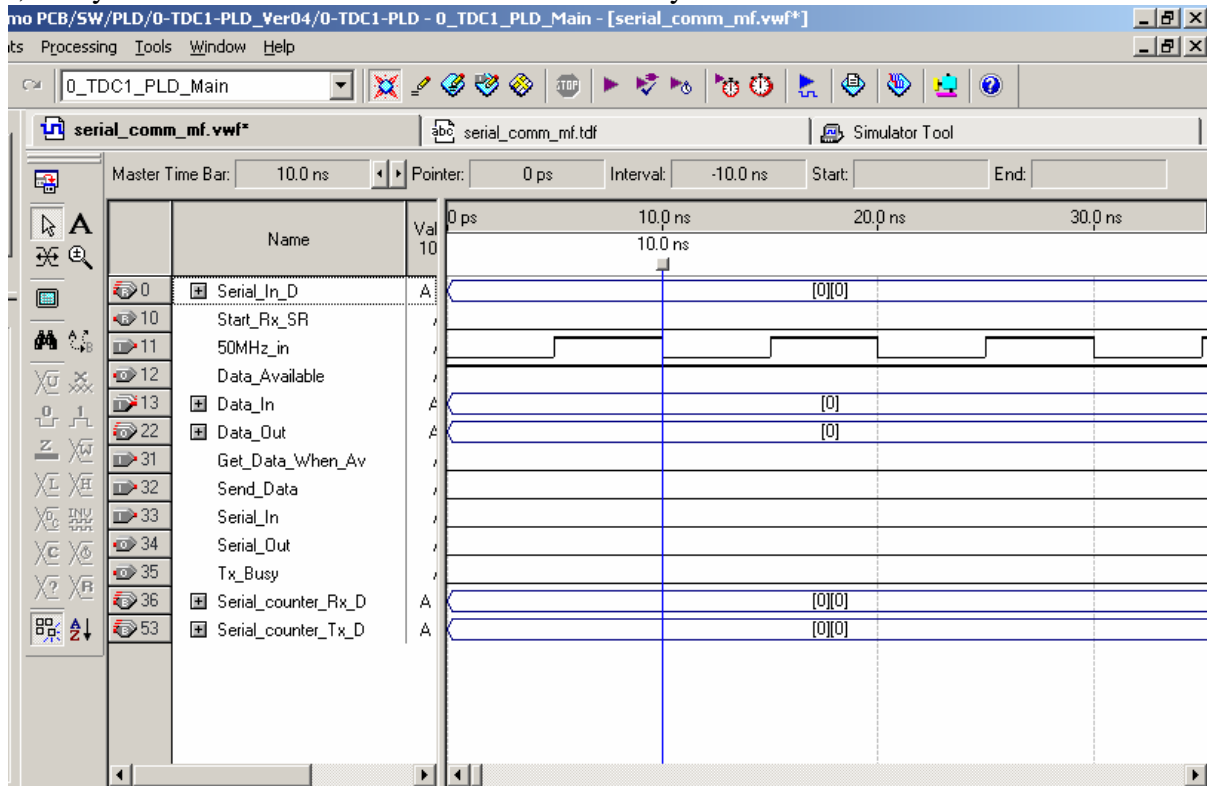 mo PCB/SW/PLD/0-TDC1-PLD_Ver04/0-TDC1-PLD - 0_TDC1_PLD_Main - [serial_comm_mf.vwf*]
ts Processing Tools Window Help
0_TDC1_PLD_Main STOP
serial_comm_mf.vwf* abc serial_comm_mf.tdf Simulator Tool
Master Time Bar: 10.0 ns Pointer: 0 ps Interval: -10.0 ns Start: End:
Name Val 10 0 ps 10.0 ns 20.0 ns 30.0 ns
10.0 ns
0 Serial_In_D A [0][0]
10 Start_Rx_SR
11 50MHz_in
12 Data_Available
13 Data_In A [0]
22 Data_Out A [0]
31 Get_Data_When_Av
32 Send_Data
33 Serial_In
34 Serial_Out
35 Tx_Busy
36 Serial_counter_Rx_D A [0][0]
53 Serial_counter_Tx_D A [0][0]